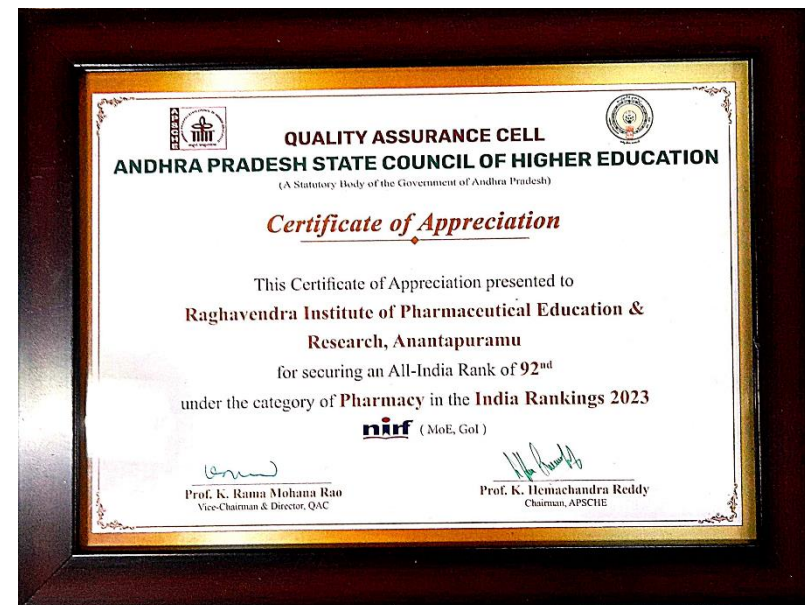 APSCHE
QUALITY ASSURANCE CELL
ANDHRA PRADESH STATE COUNCIL OF HIGHER EDUCATION
(A Statutory Body of the Government of Andhra Pradesh)
Certificate of Appreciation
This Certificate of Appreciation presented to
Raghavendra Institute of Pharmaceutical Education &
Research, Anantapuramu
for securing an All-India Rank of 92nd
under the category of Pharmacy in the India Rankings 2023
nirf ( MoE, GoI )
Prof. K. Rama Mohana Rao
Vice-Chairman & Director, QAC
Prof. K. Hemachandra Reddy
Chairman, APSCHE